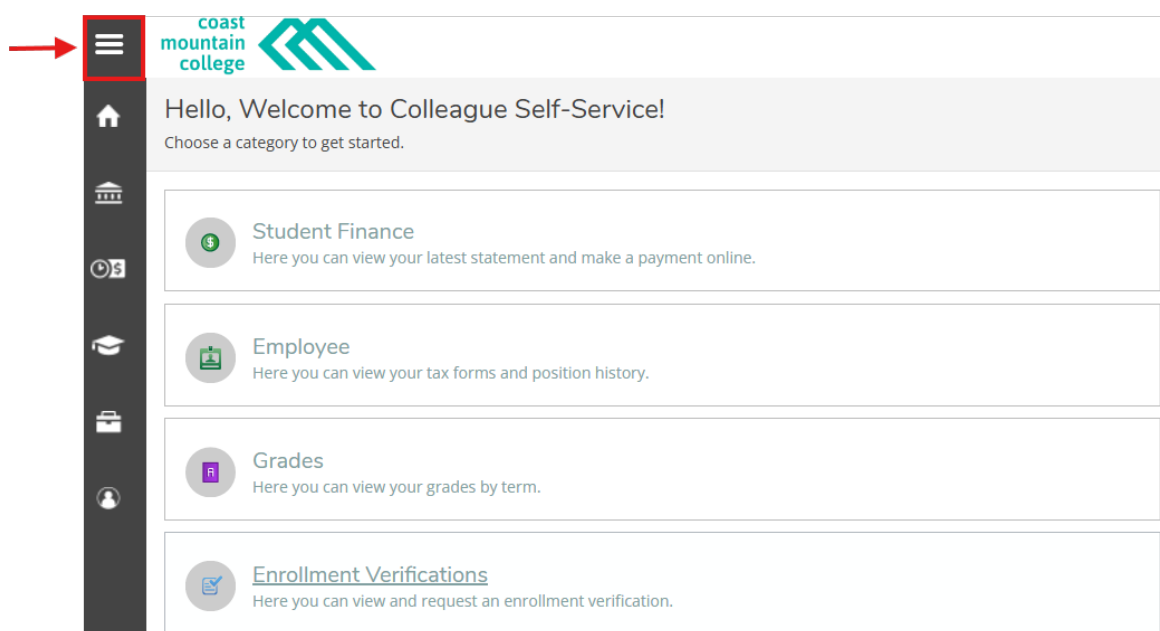 coast
mountain
college
Hello, Welcome to Colleague Self-Service!
Choose a category to get started.
Student Finance
Here you can view your latest statement and make a payment online.
Employee
Here you can view your tax forms and position history.
Grades
Here you can view your grades by term.
Enrollment Verifications
Here you can view and request an enrollment verification.